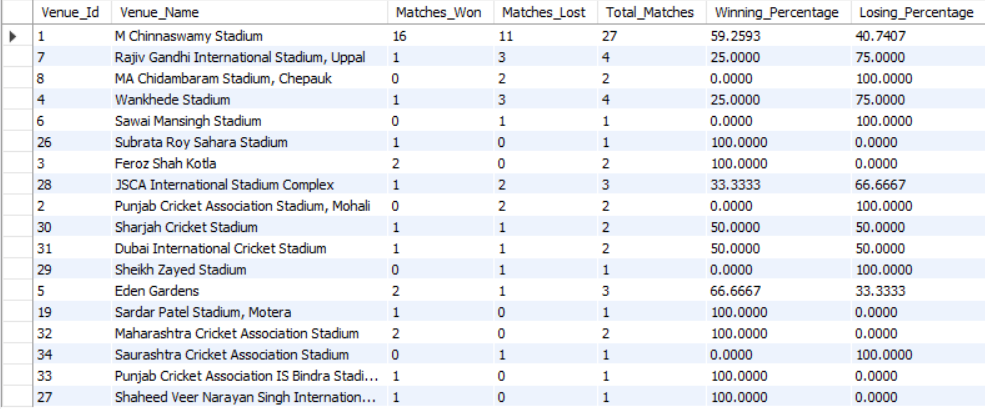 Venue_Id Venue_Name Matches_Won Matches_Lost Total_Matches Winning_Percentage Losing_Percentage
1 M Chinnaswamy Stadium 16 11 27 59.2593 40.7407
7 Rajiv Gandhi International Stadium, Uppal 1 3 4 25.0000 75.0000
8 MA Chidambaram Stadium, Chepauk 0 2 2 0.0000 100.0000
4 Wankhede Stadium 1 3 4 25.0000 75.0000
6 Sawai Mansingh Stadium 0 1 1 0.0000 100.0000
26 Subrata Roy Sahara Stadium 1 0 1 100.0000 0.0000
3 Feroz Shah Kotla 2 0 2 100.0000 0.0000
28 JSCA International Stadium Complex 1 2 3 33.3333 66.6667
2 Punjab Cricket Association Stadium, Mohali 0 2 2 0.0000 100.0000
30 Sharjah Cricket Stadium 1 1 2 50.0000 50.0000
31 Dubai International Cricket Stadium 1 1 2 50.0000 50.0000
29 Sheikh Zayed Stadium 0 1 1 0.0000 100.0000
5 Eden Gardens 2 1 3 66.6667 33.3333
19 Sardar Patel Stadium, Motera 1 0 1 100.0000 0.0000
32 Maharashtra Cricket Association Stadium 2 0 2 100.0000 0.0000
34 Saurashtra Cricket Association Stadium 0 1 1 0.0000 100.0000
33 Punjab Cricket Association IS Bindra Stadi... 1 0 1 100.0000 0.0000
27 Shaheed Veer Narayan Singh Internation... 1 0 1 100.0000 0.0000